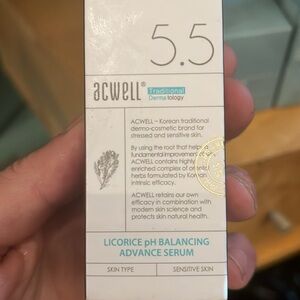 5.5
acwell®
Traditional
Dermatology
ACWELL – Korean traditional
dermo-cosmetic brand for
stressed and sensitive skin.
By using the root that helps
fundamental improvement,
ACWELL contains highly
enriched complex of oriental
herbs formulated by Korean
intrinsic efficacy.
ACWELL retains our own
efficacy in combination with
modern skin science and
protects skin natural health.
LICORICE pH BALANCING
ADVANCE SERUM
SKIN TYPE
SENSITIVE SKIN